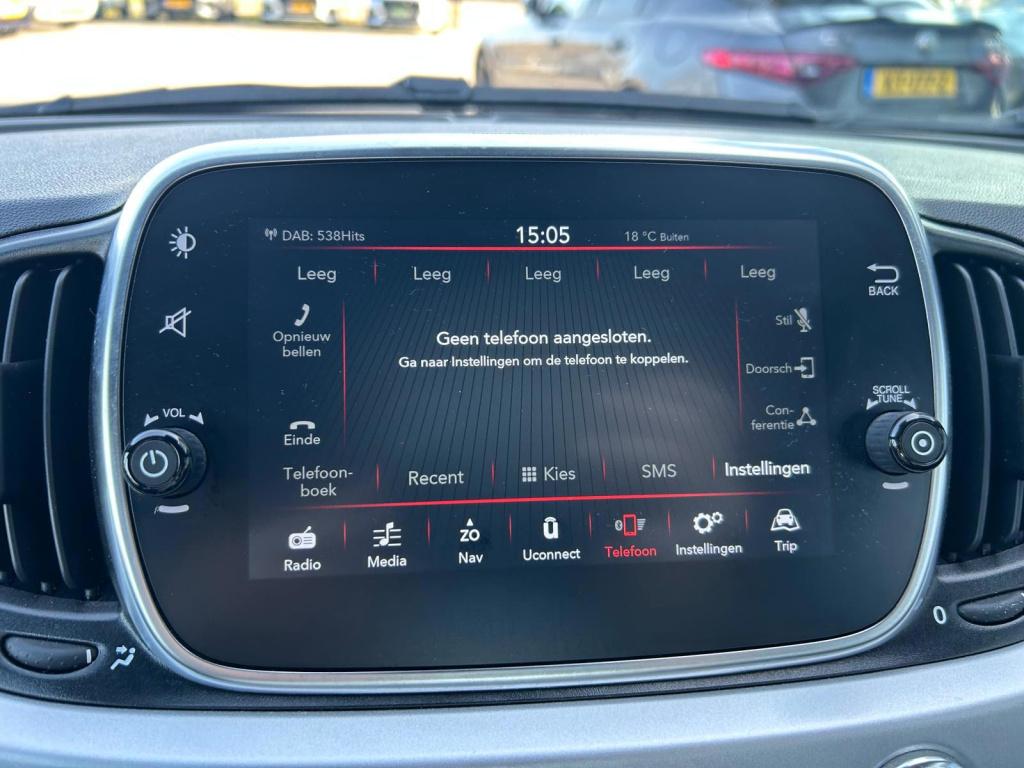 DAB: 538Hits 15:05 18 °C Buiten
Leeg Leeg Leeg Leeg Leeg
BACK
Opnieuw
bellen
Geen telefoon aangesloten.
Ga naar Instellingen om de telefoon te koppelen.
Stil
Doorsch
Con-
ferentie
VOL
SCROLL
TUNE
Einde
Telefoon-
boek
Recent
Kies
SMS
Instellingen
ZO
Radio Media Nav Uconnect Telefoon Instellingen Trip
0